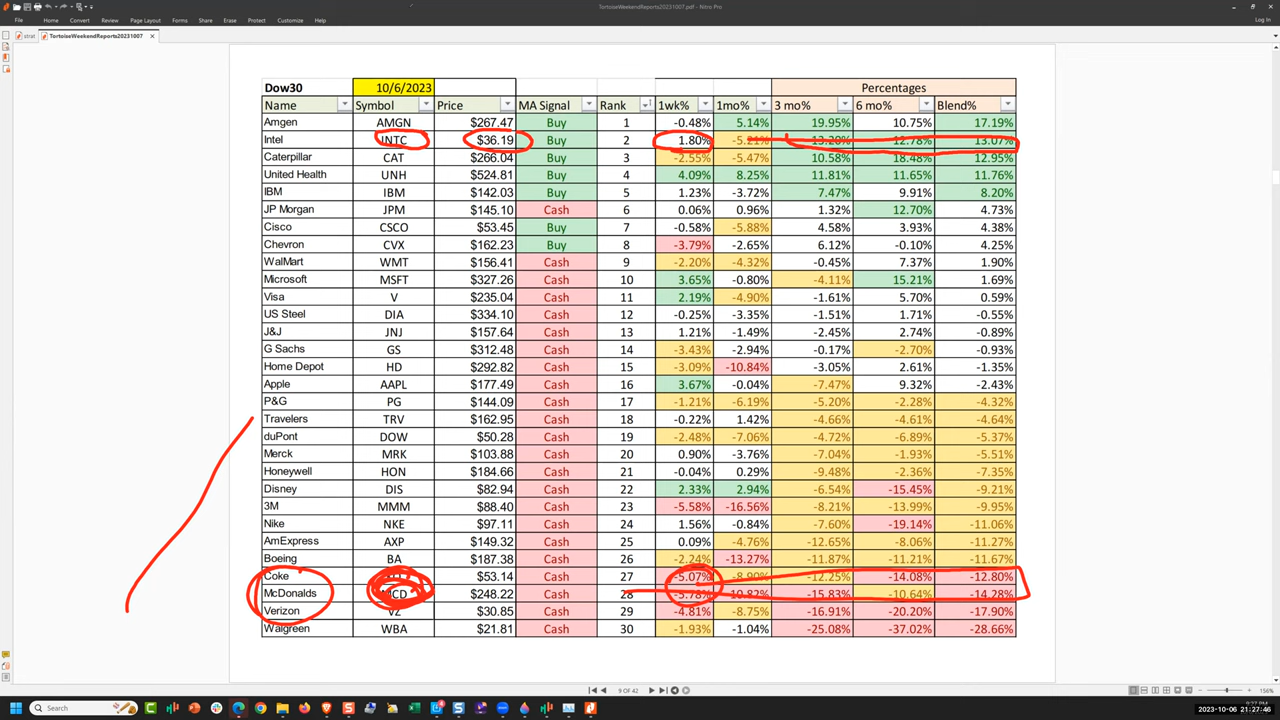 TortoiseWeekendReports20231007.pdf - Nitro Pro
File Home Convert Review Page Layout Forms Share Erase Protect Customize Help Log In
strat TortoiseWeekendReports20231007
Dow30 10/6/2023 Percentages
Name Symbol Price MA Signal Rank 1wk% 1mo% 3 mo% 6 mo% Blend%
Amgen AMGN $267.47 Buy 1 -0.48% 5.14% 19.95% 10.75% 17.19%
Intel INTC $36.19 Buy 2 1.80% -5.21% 13.20% 12.78% 13.07%
Caterpillar CAT $266.04 Buy 3 -2.55% -5.47% 10.58% 18.48% 12.95%
United Health UNH $524.81 Buy 4 4.09% 8.25% 11.81% 11.65% 11.76%
IBM IBM $142.03 Buy 5 1.23% -3.72% 7.47% 9.91% 8.20%
JP Morgan JPM $145.10 Cash 6 0.06% 0.96% 1.32% 12.70% 4.73%
Cisco CSCO $53.45 Buy 7 -0.58% -5.88% 4.58% 3.93% 4.38%
Chevron CVX $162.23 Buy 8 -3.79% -2.65% 6.12% -0.10% 4.25%
WalMart WMT $156.41 Cash 9 -2.20% -4.32% -0.45% 7.37% 1.90%
Microsoft MSFT $327.26 Cash 10 3.65% -0.80% -4.11% 15.21% 1.69%
Visa V $235.04 Cash 11 2.19% -4.90% -1.61% 5.70% 0.59%
US Steel DIA $334.10 Cash 12 -0.25% -3.35% -1.51% 1.71% -0.55%
J&J JNJ $157.64 Cash 13 1.21% -1.49% -2.45% 2.74% -0.89%
G Sachs GS $312.48 Cash 14 -3.43% -2.94% -0.17% -2.70% -0.93%
Home Depot HD $292.82 Cash 15 -3.09% -10.84% -3.05% 2.61% -1.35%
Apple AAPL $177.49 Cash 16 3.67% -0.04% -7.47% 9.32% -2.43%
P&G PG $144.09 Cash 17 -1.21% -6.19% -5.20% -2.28% -4.32%
Travelers TRV $162.95 Cash 18 -0.22% 1.42% -4.66% -4.61% -4.64%
duPont DOW $50.28 Cash 19 -2.48% -7.06% -4.72% -6.89% -5.37%
Merck MRK $103.88 Cash 20 0.90% -3.76% -7.04% -1.93% -5.51%
Honeywell HON $184.66 Cash 21 -0.04% 0.29% -9.48% -2.36% -7.35%
Disney DIS $82.94 Cash 22 2.33% 2.94% -6.54% -15.45% -9.21%
3M MMM $88.40 Cash 23 -5.58% -16.56% -8.21% -13.99% -9.95%
Nike NKE $97.11 Cash 24 1.56% -0.84% -7.60% -19.14% -11.06%
AmExpress AXP $149.32 Cash 25 0.09% -4.76% -12.65% -8.06% -11.27%
Boeing BA $187.38 Cash 26 -2.24% -13.27% -11.87% -11.21% -11.67%
Coke $53.14 Cash 27 -5.07% -8.90% -12.25% -14.08% -12.80%
McDonalds MCD $248.22 Cash 28 -5.78% -10.82% -15.83% -10.64% -14.28%
Verizon VZ $30.85 Cash 29 -4.81% -8.75% -16.91% -20.20% -17.90%
Walgreen WBA $21.81 Cash 30 -1.93% -1.04% -25.08% -37.02% -28.66%
9 OF 42 156%
Search
2023-10-06 21:27:46